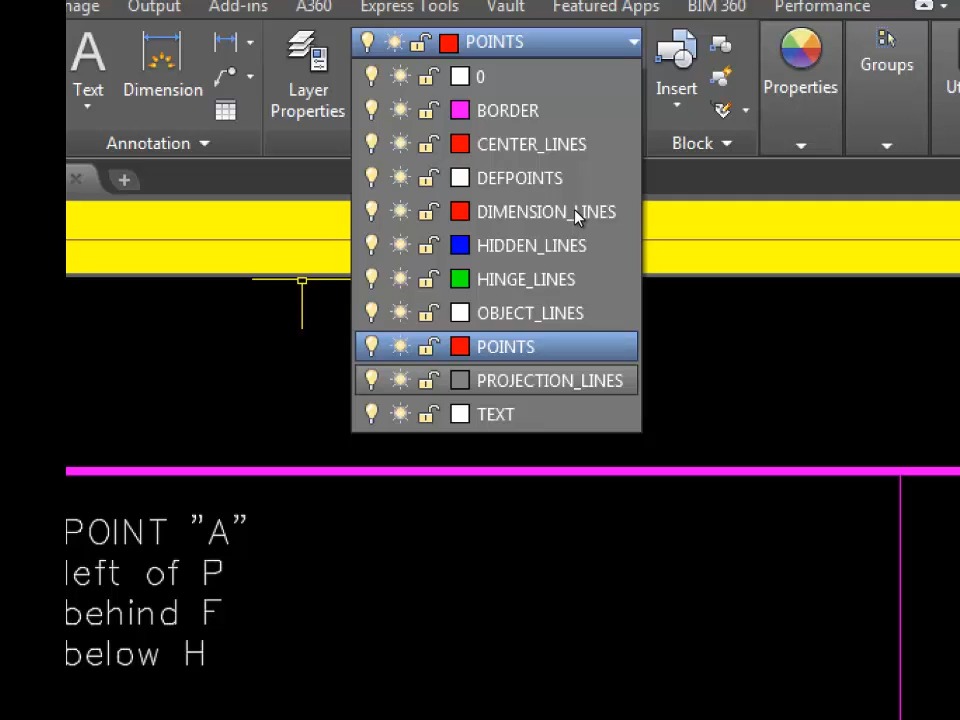 nage Output Add-ins A360 Express Tools Vault Featured Apps BIM 360 Performance
POINTS
A
Text
Dimension
Layer
Properties
Insert
Properties
Groups
Ut
Annotation
Block
0
BORDER
CENTER_LINES
DEFPOINTS
DIMENSION_LINES
HIDDEN_LINES
HINGE_LINES
OBJECT_LINES
POINTS
PROJECTION_LINES
TEXT
POINT "A"
left of P
behind F
below H